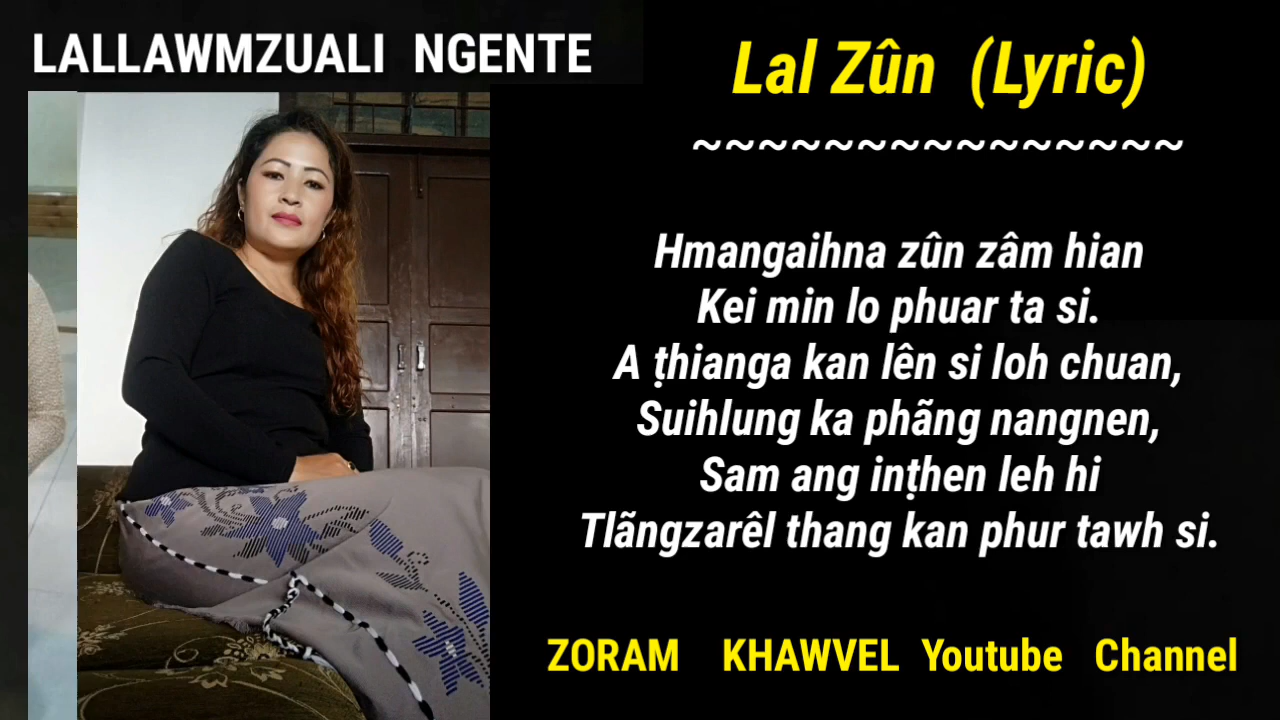 LALLAWMZUALI NGENTE
Lal Zûn (Lyric)
~~~~~~~~~~~~~~~
Hmangaihna zûn zâm hian
Kei min lo phuar ta si.
A ṭhianga kan lên si loh chuan,
Suihlung ka phãng nangnen,
Sam ang inṭhen leh hi
Tlãngzarêl thang kan phur tawh si.
ZORAM KHAWVEL Youtube Channel